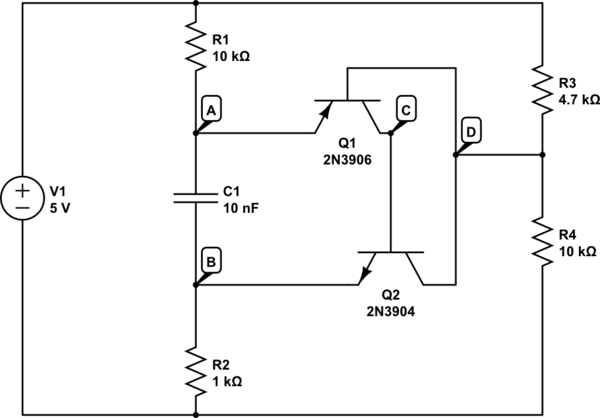 R1
10 kΩ
A
C
Q1
2N3906
D
R3
4.7 kΩ
V1
5 V
C1
10 nF
B
Q2
2N3904
R4
10 kΩ
R2
1 kΩ